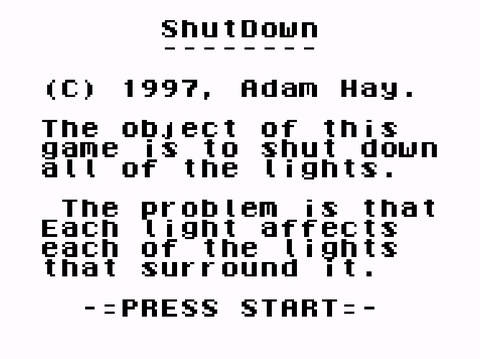 ShutDown
--------
(C) 1997, Adam Hay.
The object of this
game is to shut down
all of the lights.
The problem is that
Each light affects
each of the lights
that surround it.
-=PRESS START=-